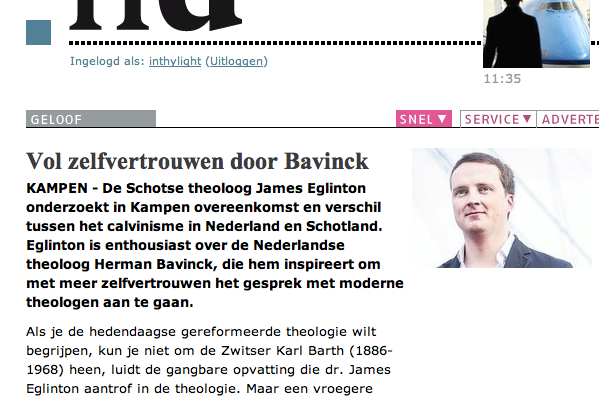 nd
Ingelogd als: inthylight (Uitloggen)
11:35
GELOOF
SNEL ▼
SERVICE ▼
ADVERTE
Vol zelfvertrouwen door Bavinck
KAMPEN - De Schotse theoloog James Eglinton
onderzoekt in Kampen overeenkomst en verschil
tussen het calvinisme in Nederland en Schotland.
Eglinton is enthousiast over de Nederlandse
theoloog Herman Bavinck, die hem inspireert om
met meer zelfvertrouwen het gesprek met moderne
theologen aan te gaan.
Als je de hedendaagse gereformeerde theologie wilt
begrijpen, kun je niet om de Zwitser Karl Barth (1886-
1968) heen, luidt de gangbare opvatting die dr. James
Eglinton aantrof in de theologie. Maar een vroegere